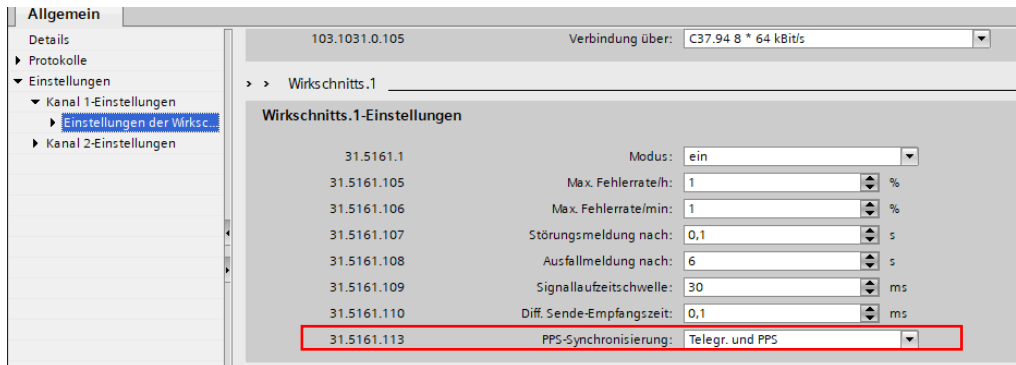 Allgemein
Details
Protokolle
Einstellungen
Kanal 1-Einstellungen
Einstellungen der Wirksc...
Kanal 2-Einstellungen
103.1031.0.105 Verbindung über: C37.94 8 * 64 kBit/s
> > Wirkschnitts.1
Wirkschnitts.1-Einstellungen
31.5161.1 Modus: ein
31.5161.105 Max. Fehlerrate/h: 1 %
31.5161.106 Max. Fehlerrate/min: 1 %
31.5161.107 Störungsmeldung nach: 0,1 s
31.5161.108 Ausfallmeldung nach: 6 s
31.5161.109 Signallaufzeitschwelle: 30 ms
31.5161.110 Diff. Sende-Empfangszeit: 0,1 ms
31.5161.113 PPS-Synchronisierung: Telegr. und PPS